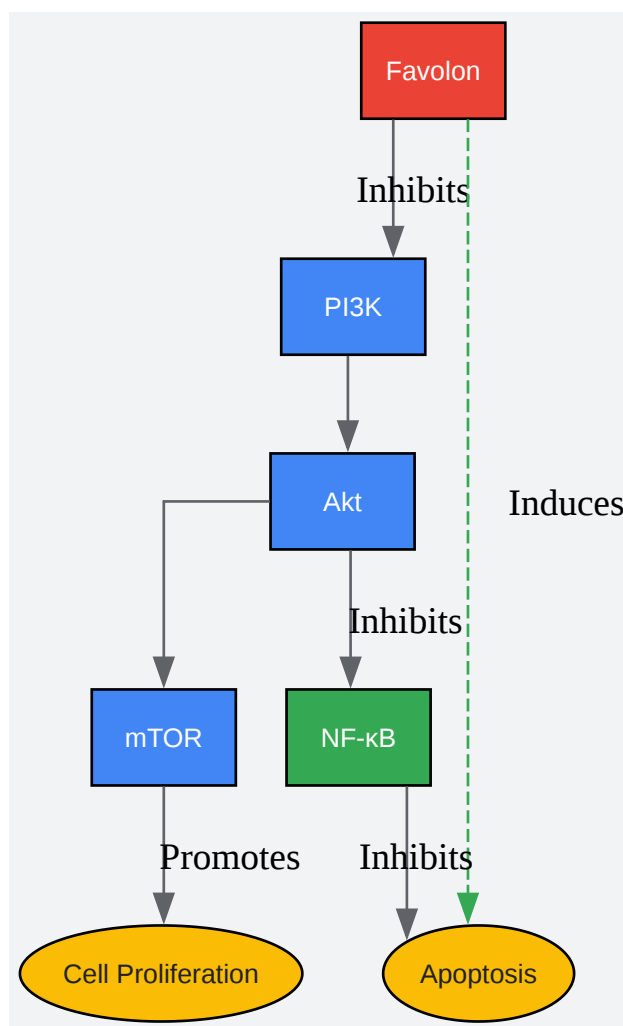 Favolon
Inhibits
PI3K
Akt
Induces
Inhibits
mTOR
NF-κB
Promotes
Inhibits
Cell Proliferation
Apoptosis